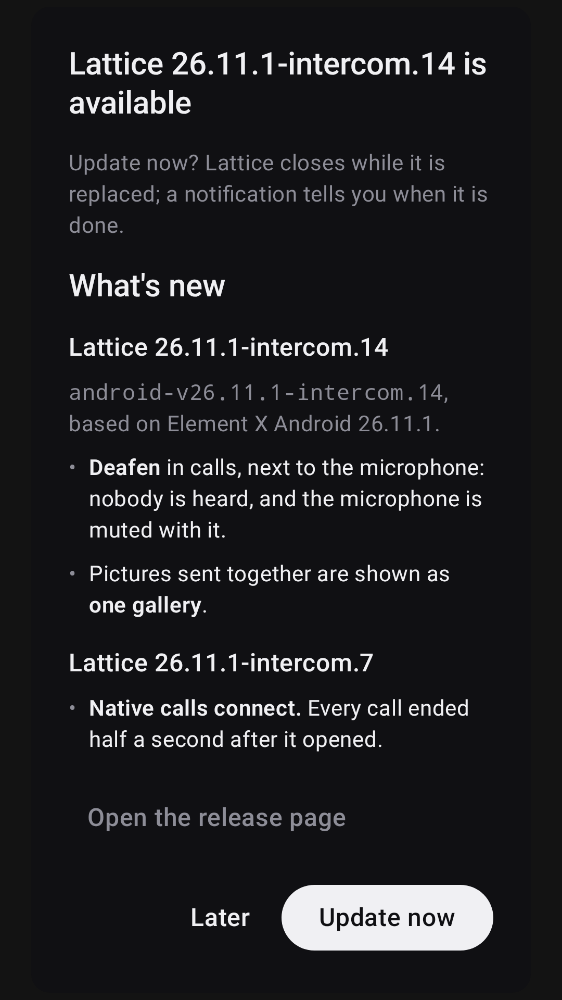 Lattice 26.11.1-intercom.14 is
available
Update now? Lattice closes while it is
replaced; a notification tells you when it is
done.
What's new
Lattice 26.11.1-intercom.14
android-v26.11.1-intercom.14,
based on Element X Android 26.11.1.
• Deafen in calls, next to the microphone:
nobody is heard, and the microphone is
muted with it.
• Pictures sent together are shown as
one gallery.
Lattice 26.11.1-intercom.7
• Native calls connect. Every call ended
half a second after it opened.
Open the release page
Later
Update now